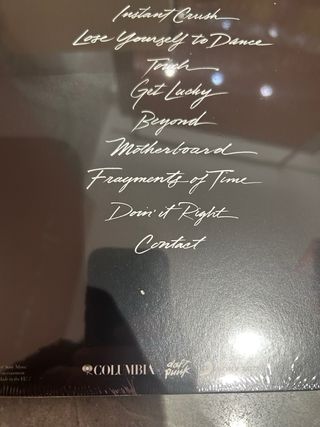 Instant Crush
Lose Yourself to Dance
Touch
Get Lucky
Beyond
Motherboard
Fragments of Time
Doin' it Right
Contact
COLUMBIA
daft punk